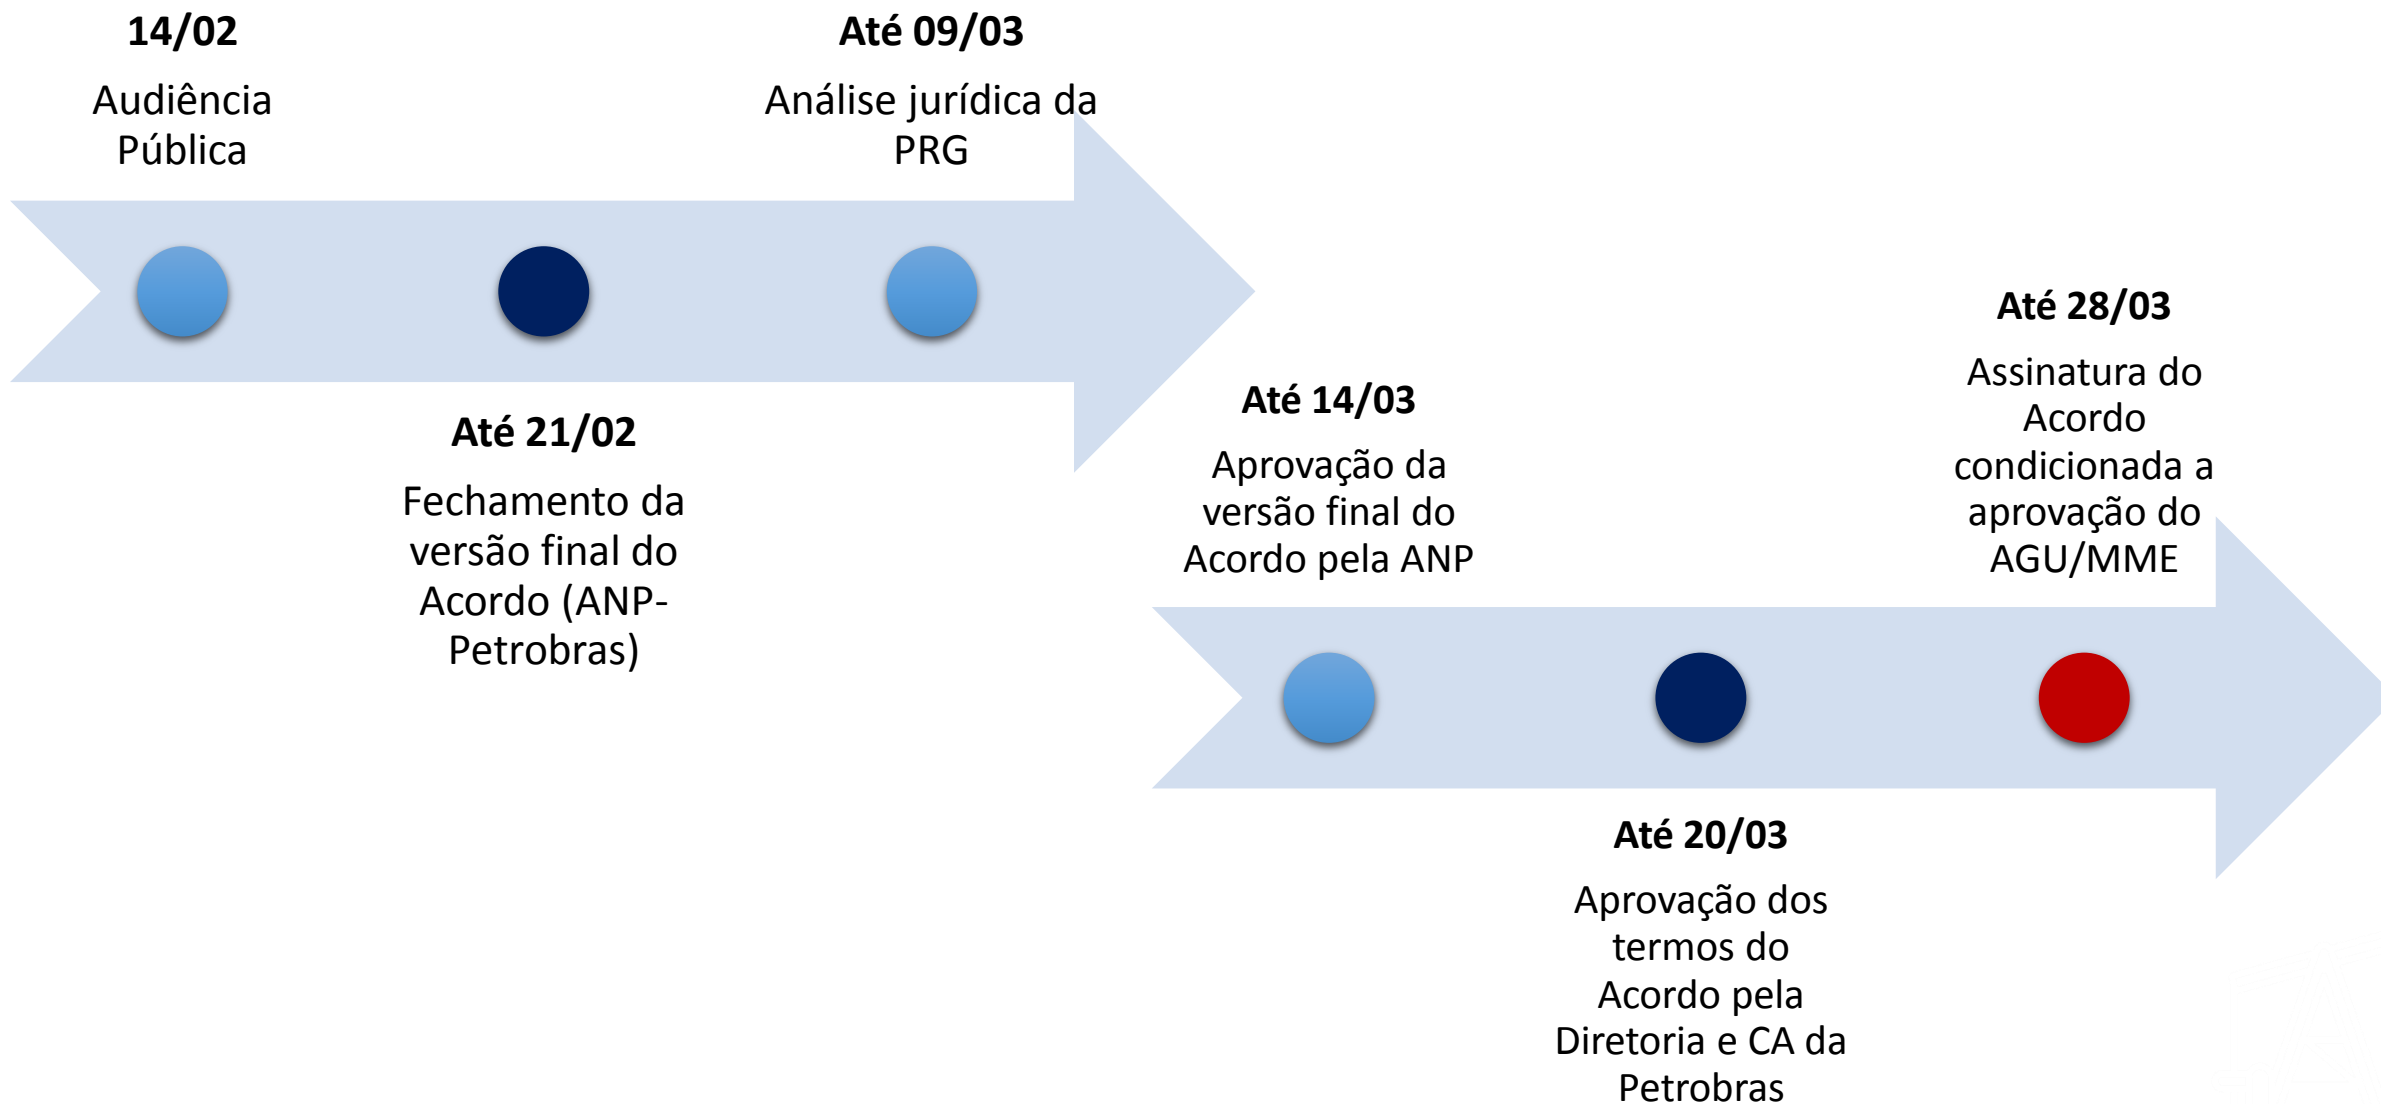 14/02
Audiência
Pública
Até 21/02
Fechamento da
versão final do
Acordo (ANP-
Petrobras)
Até 09/03
Análise jurídica da
PRG
Até 14/03
Aprovação da
versão final do
Acordo pela ANP
Até 20/03
Aprovação dos
termos do
Acordo pela
Diretoria e CA da
Petrobras
Até 28/03
Assinatura do
Acordo
condicionada a
aprovação do
AGU/MME